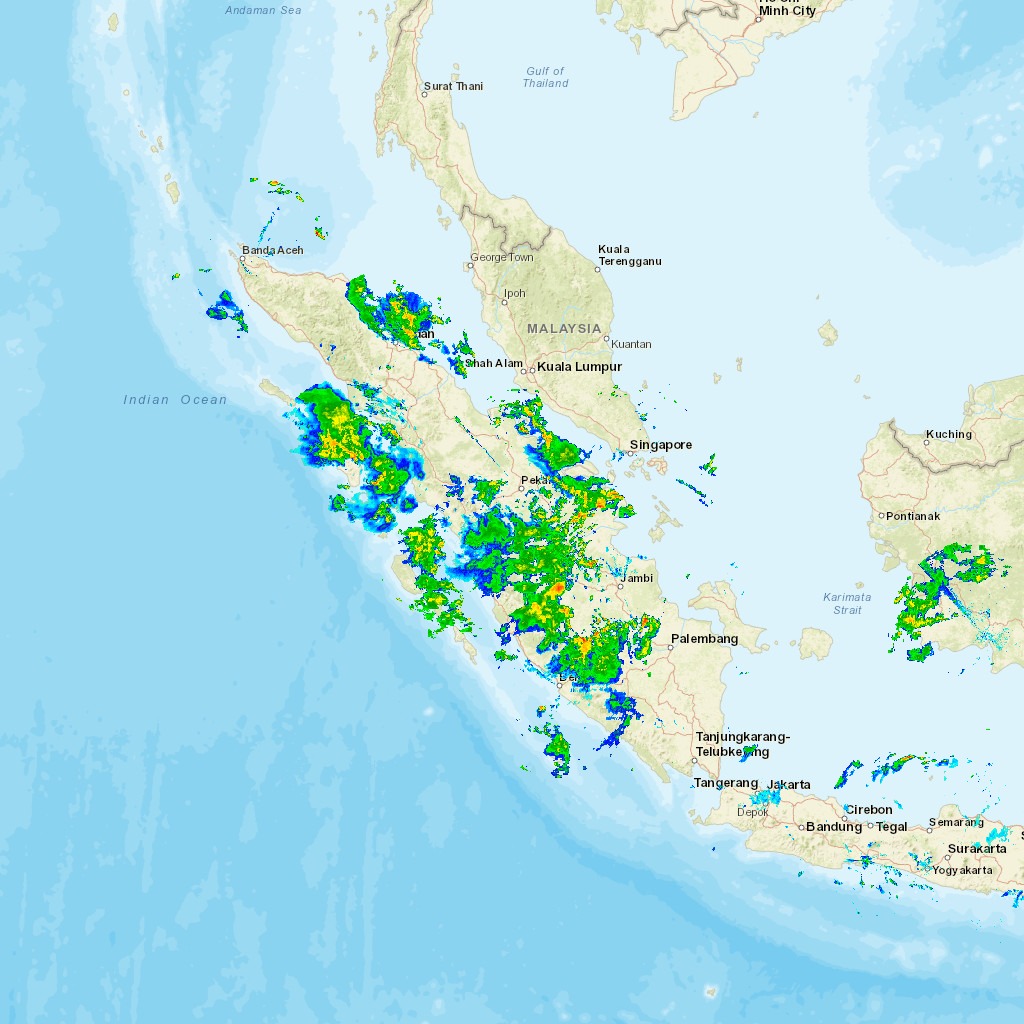 Andaman Sea
Minh City
Gulf of
Thailand
Surat Thani
Banda Aceh
George Town
Kuala
Terengganu
Ipoh
MALAYSIA
Kuantan
Shah Alam
Kuala Lumpur
Indian Ocean
Singapore
Kuching
Pontianak
Jambi
Karimata
Strait
Palembang
Tanjungkarang-
Tangerang
Jakarta
Depok
Cirebon
Bandung
Tegal
Semarang
Surakarta
Yogyakarta